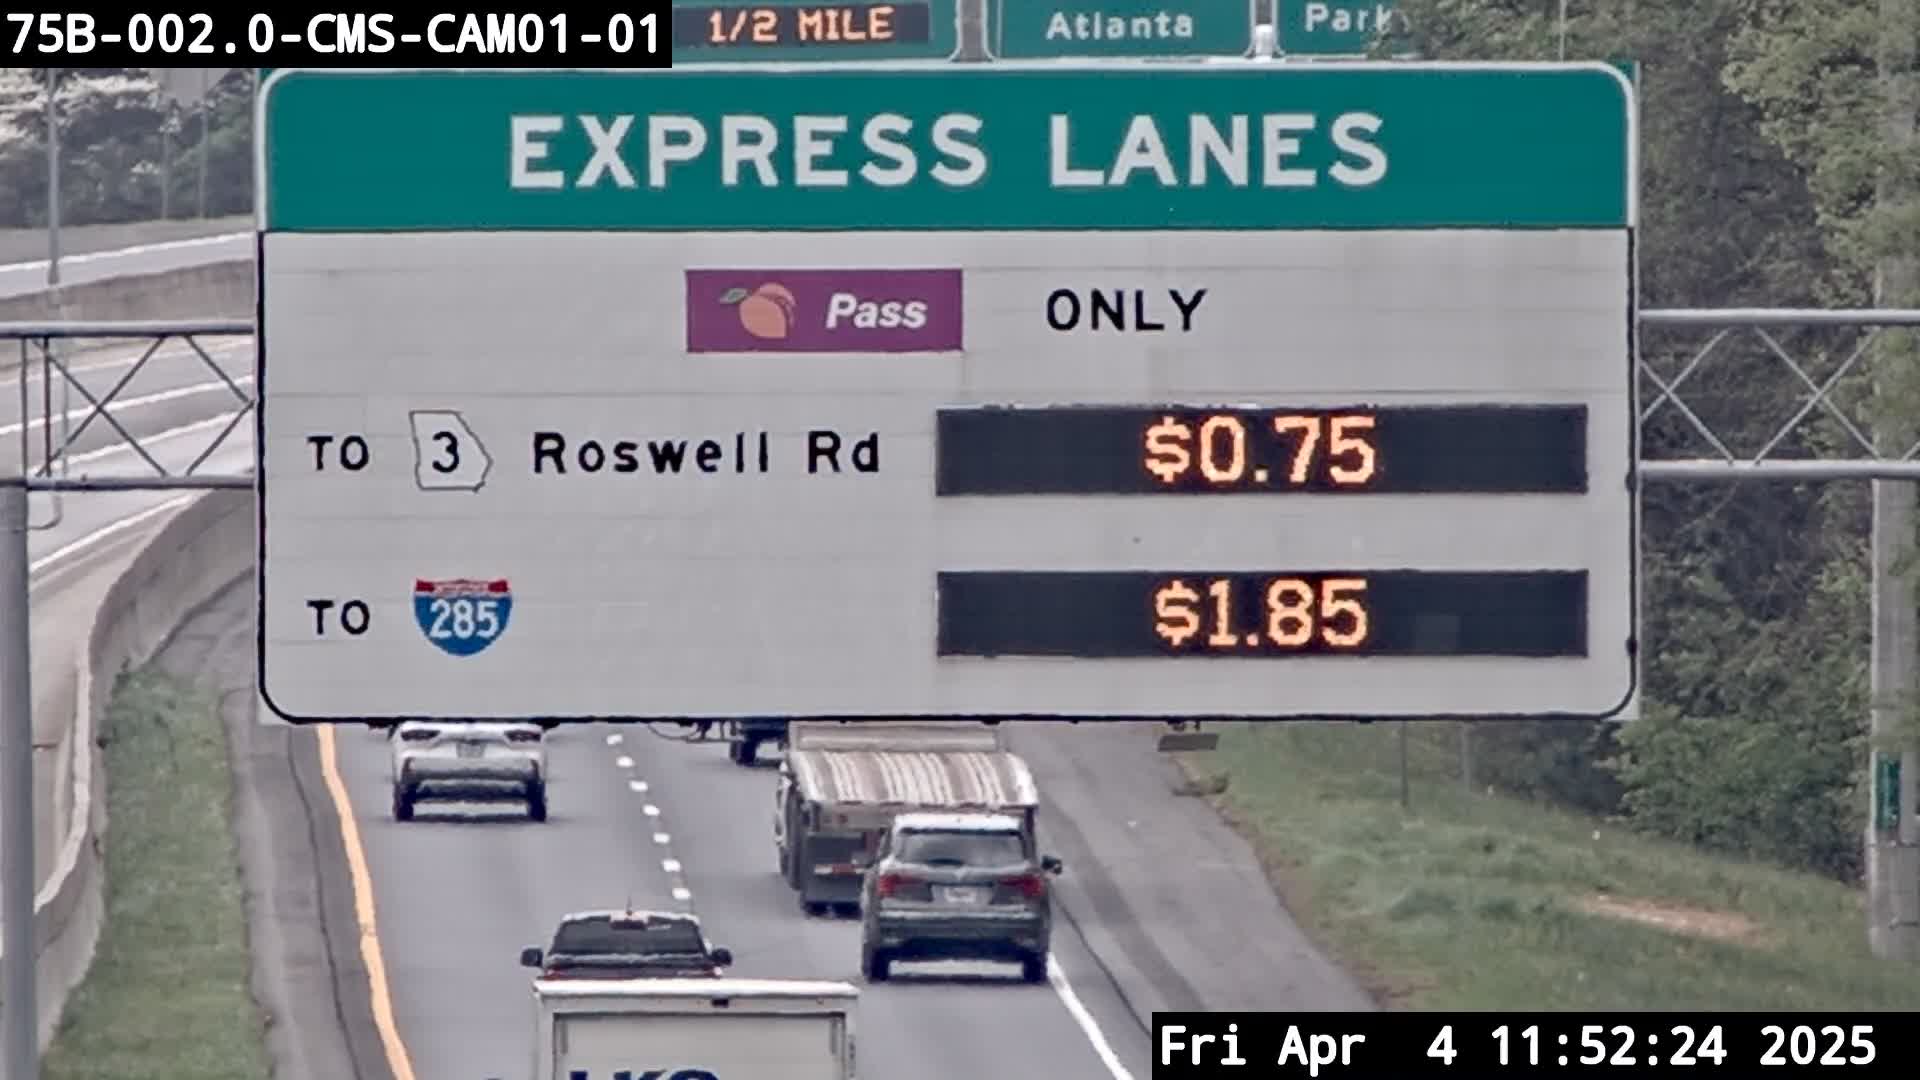 75B-002.0-CMS-CAM01-01
1/2 MILE
Atlanta
Park
EXPRESS LANES
Pass ONLY
TO 3 Roswell Rd $0.75
TO 285 $1.85
Fri Apr 4 11:52:24 2025